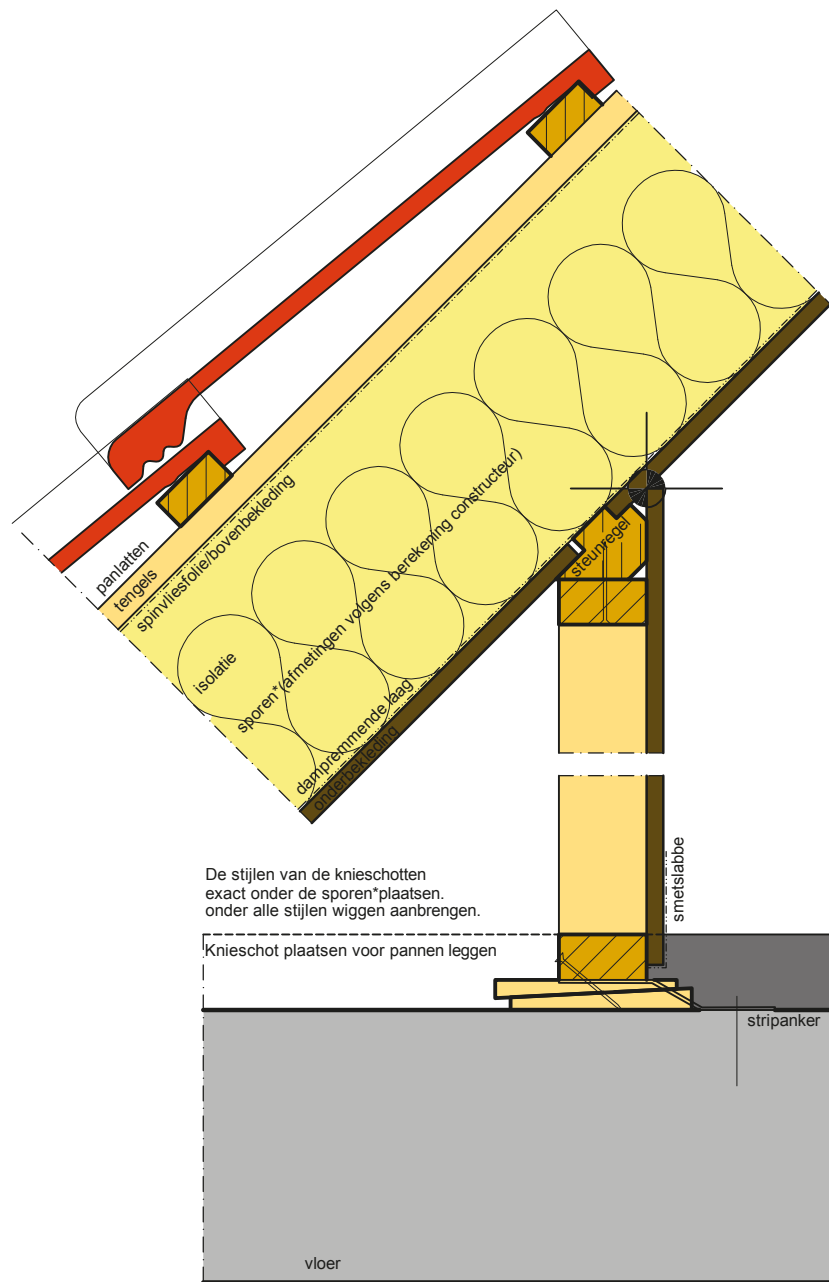 panlatten
tengels
spinvliesfolie/bovenbekleding
isolatie
sporen*(afmetingen volgens berekening constructeur)
dampremmende laag
onderbekleding
steunregel
De stijlen van de knieschotten
exact onder de sporen*plaatsen.
onder alle stijlen wiggen aanbrengen.
smetslabbe
Knieschot plaatsen voor pannen leggen
stripanker
vloer